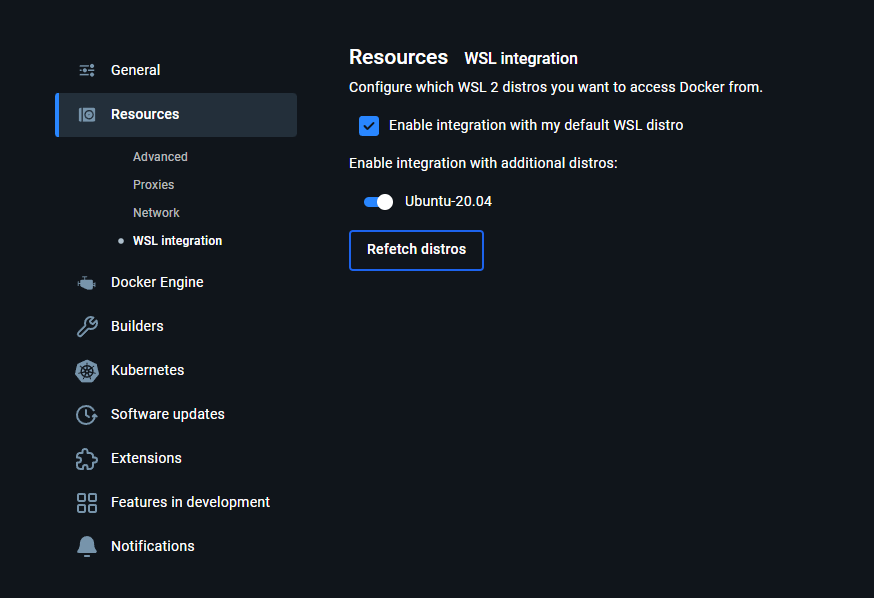 General
Resources
Advanced
Proxies
Network
WSL integration
Docker Engine
Builders
Kubernetes
Software updates
Extensions
Features in development
Notifications
Resources WSL integration
Configure which WSL 2 distros you want to access Docker from.
Enable integration with my default WSL distro
Enable integration with additional distros:
Ubuntu-20.04
Refetch distros